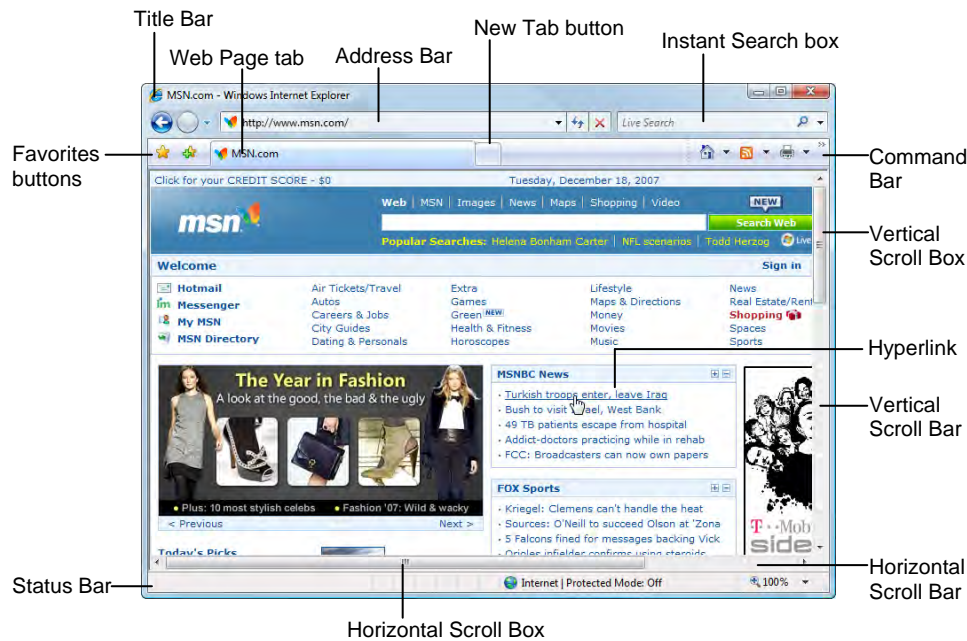 Title Bar
New Tab button
Instant Search box
Web Page tab
Address Bar
MSN.com - Windows Internet Explorer
http://www.msn.com/
Live Search
Favorites
buttons
MSN.com
Command
Bar
Click for your CREDIT SCORE - $0
Tuesday, December 18, 2007
msn
Web | MSN | Images | News | Maps | Shopping | Video
NEW
Search Web
Popular Searches: Helena Bonham Carter | NFL scenarios | Todd Herzog
Live
Vertical
Scroll Box
Welcome
Sign in
Hotmail
Messenger
My MSN
MSN Directory
Air Tickets/Travel
Autos
Careers & Jobs
City Guides
Dating & Personals
Extra
Games
Green NEW
Health & Fitness
Horoscopes
Lifestyle
Maps & Directions
Money
Movies
Music
News
Real Estate/Rent
Shopping
Spaces
Sports
Hyperlink
The Year in Fashion
A look at the good, the bad & the ugly
• Plus: 10 most stylish celebs • Fashion '07: Wild & wacky
< Previous
Next >
Today's Picks
MSNBC News
· Turkish troops enter, leave Iraq
· Bush to visit Israel, West Bank
· 49 TB patients escape from hospital
· Addict-doctors practicing while in rehab
· FCC: Broadcasters can now own papers
Vertical
Scroll Bar
FOX Sports
· Kriegel: Clemens can't handle the heat
· Sources: O'Neill to succeed Olson at 'Zona
· 5 Falcons fined for messages backing Vick
· Orioles infielder confirms using steroids
T··Mob
side
Horizontal
Scroll Bar
Status Bar
Internet | Protected Mode: Off
100%
Horizontal Scroll Box